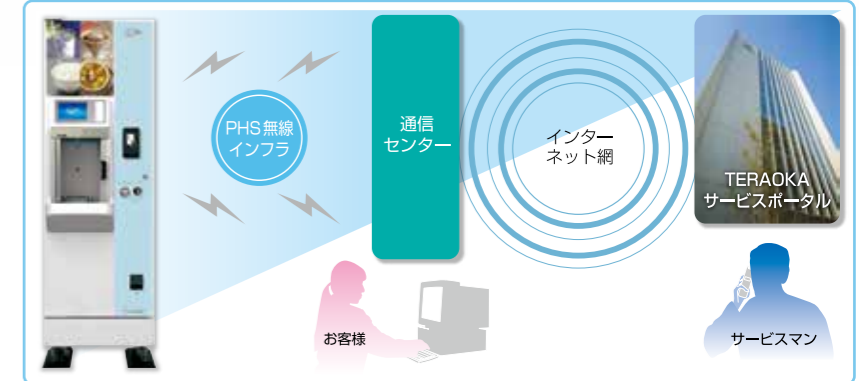 PHS無線
インフラ
通信
センター
インター
ネット網
TERAOKA
サービスポータル
お客様
サービスマン